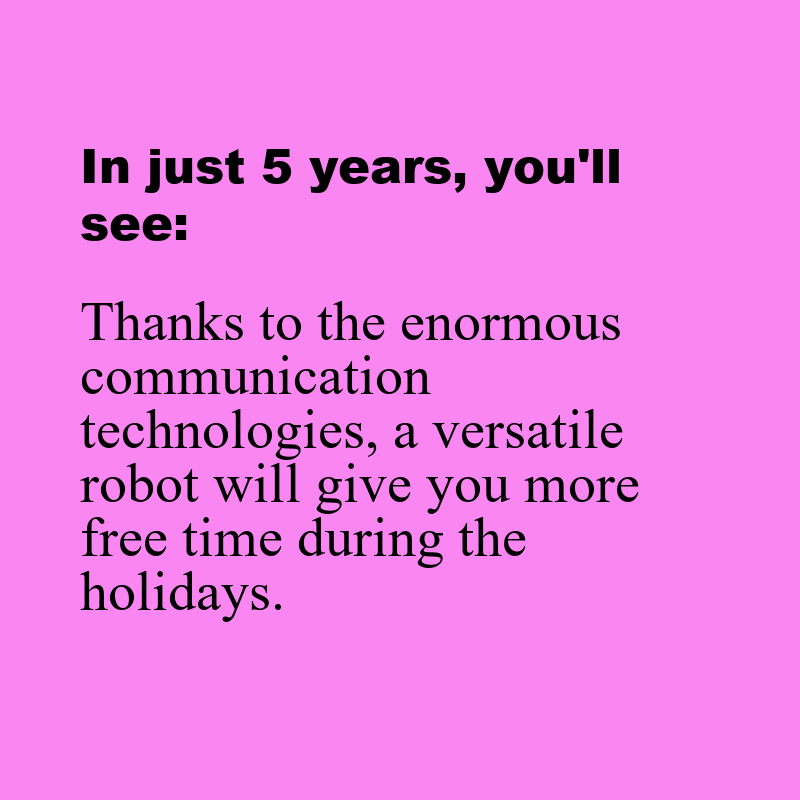 In just 5 years, you'll
see:
Thanks to the enormous
communication
technologies, a versatile
robot will give you more
free time during the
holidays.